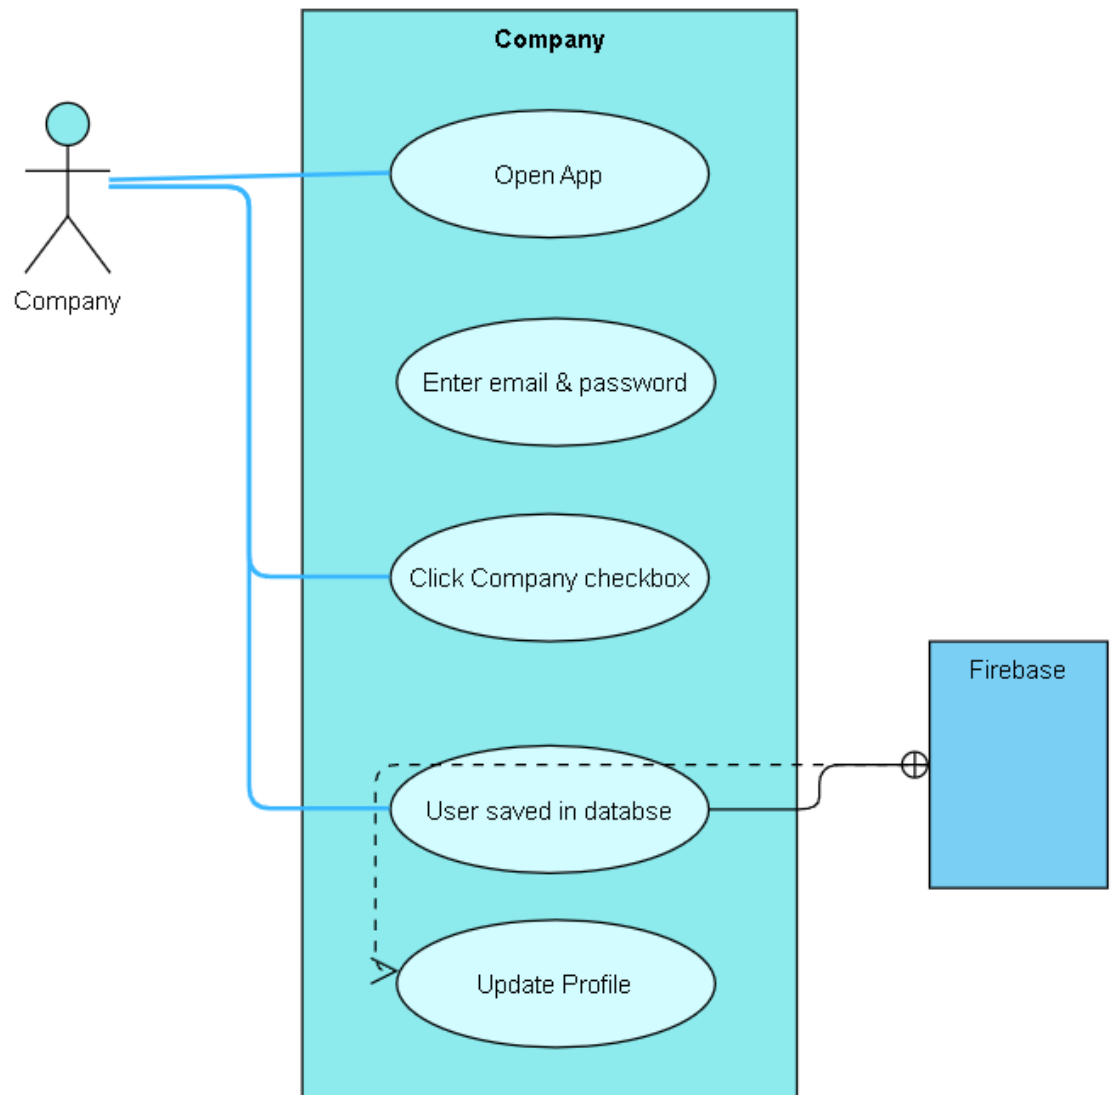 Company
Open App
Company
Enter email & password
Click Company checkbox
Firebase
User saved in databse
Update Profile